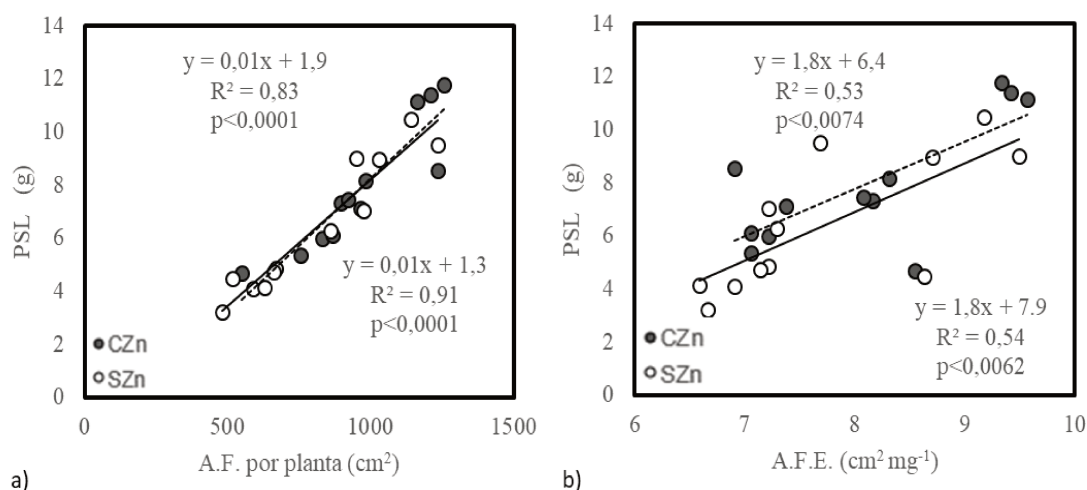 14
12
10
8
6
4
2
0
PSL (g)
y = 0,01x + 1,9
R² = 0,83
p<0,0001
y = 0,01x + 1,3
R² = 0,91
p<0,0001
CZn
SZn
0 500 1000 1500
A.F. por planta (cm²)
a)
14
12
10
8
6
4
2
0
PSL (g)
y = 1,8x + 6,4
R² = 0,53
p<0,0074
y = 1,8x + 7.9
R² = 0,54
p<0,0062
CZn
SZn
6 7 8 9 10
A.F.E. (cm² mg⁻¹)
b)